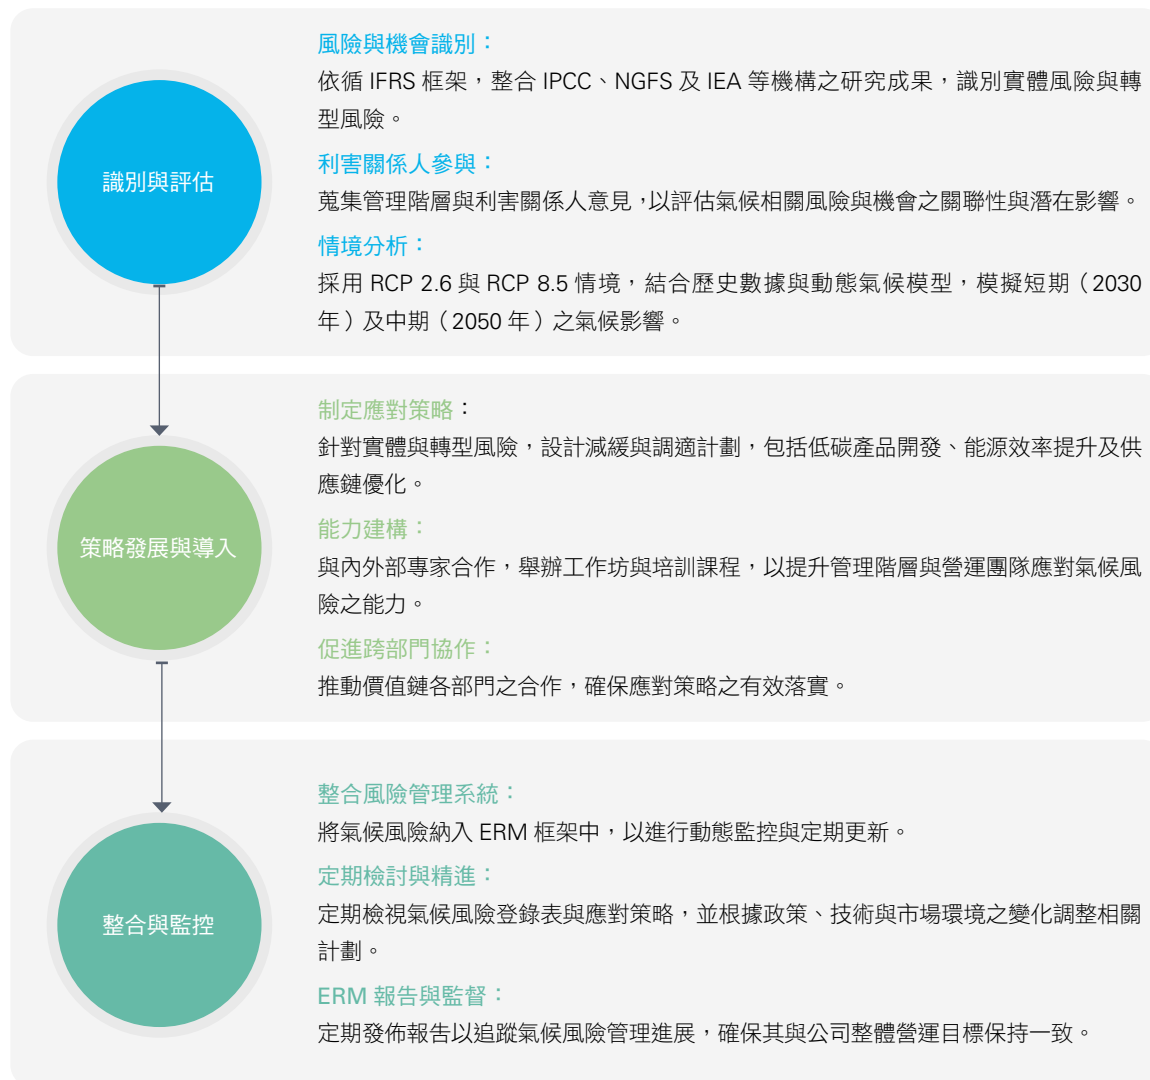 識別與評估
風險與機會識別：
依循 IFRS 框架，整合 IPCC、NGFS 及 IEA 等機構之研究成果，識別實體風險與轉
型風險。
利害關係人參與：
蒐集管理階層與利害關係人意見，以評估氣候相關風險與機會之關聯性與潛在影響。
情境分析：
採用 RCP 2.6 與 RCP 8.5 情境，結合歷史數據與動態氣候模型，模擬短期（2030
年）及中期（2050 年）之氣候影響。
策略發展與導入
制定應對策略：
針對實體與轉型風險，設計減緩與調適計劃，包括低碳產品開發、能源效率提升及供
應鏈優化。
能力建構：
與內外部專家合作，舉辦工作坊與培訓課程，以提升管理階層與營運團隊應對氣候風
險之能力。
促進跨部門協作：
推動價值鏈各部門之合作，確保應對策略之有效落實。
整合與監控
整合風險管理系統：
將氣候風險納入 ERM 框架中，以進行動態監控與定期更新。
定期檢討與精進：
定期檢視氣候風險登錄表與應對策略，並根據政策、技術與市場環境之變化調整相關
計劃。
ERM 報告與監督：
定期發佈報告以追蹤氣候風險管理進展，確保其與公司整體營運目標保持一致。